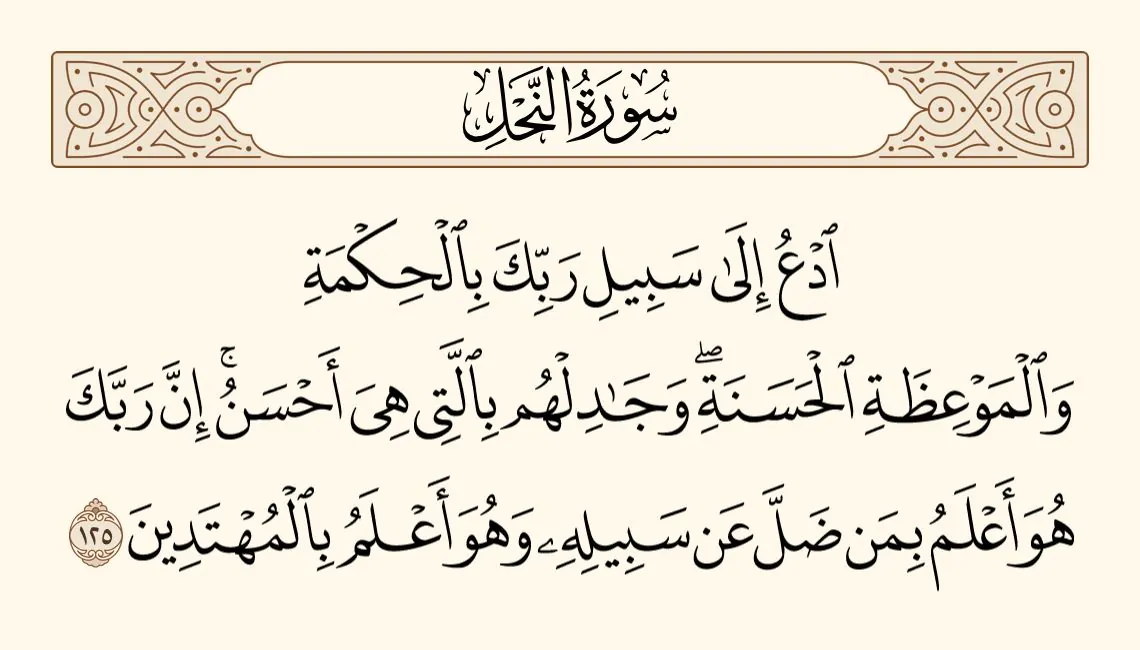 سُورَةُ النَّحْلِ
ٱدْعُ إِلَىٰ سَبِيلِ رَبِّكَ بِٱلْحِكْمَةِ
وَٱلْمَوْعِظَةِ ٱلْحَسَنَةِۖ وَجَـٰدِلْهُم بِٱلَّتِى هِىَ أَحْسَنُۚ إِنَّ رَبَّكَ
هُوَ أَعْلَمُ بِمَن ضَلَّ عَن سَبِيلِهِۦ وَهُوَ أَعْلَمُ بِٱلْمُهْتَدِينَ ١٢٥